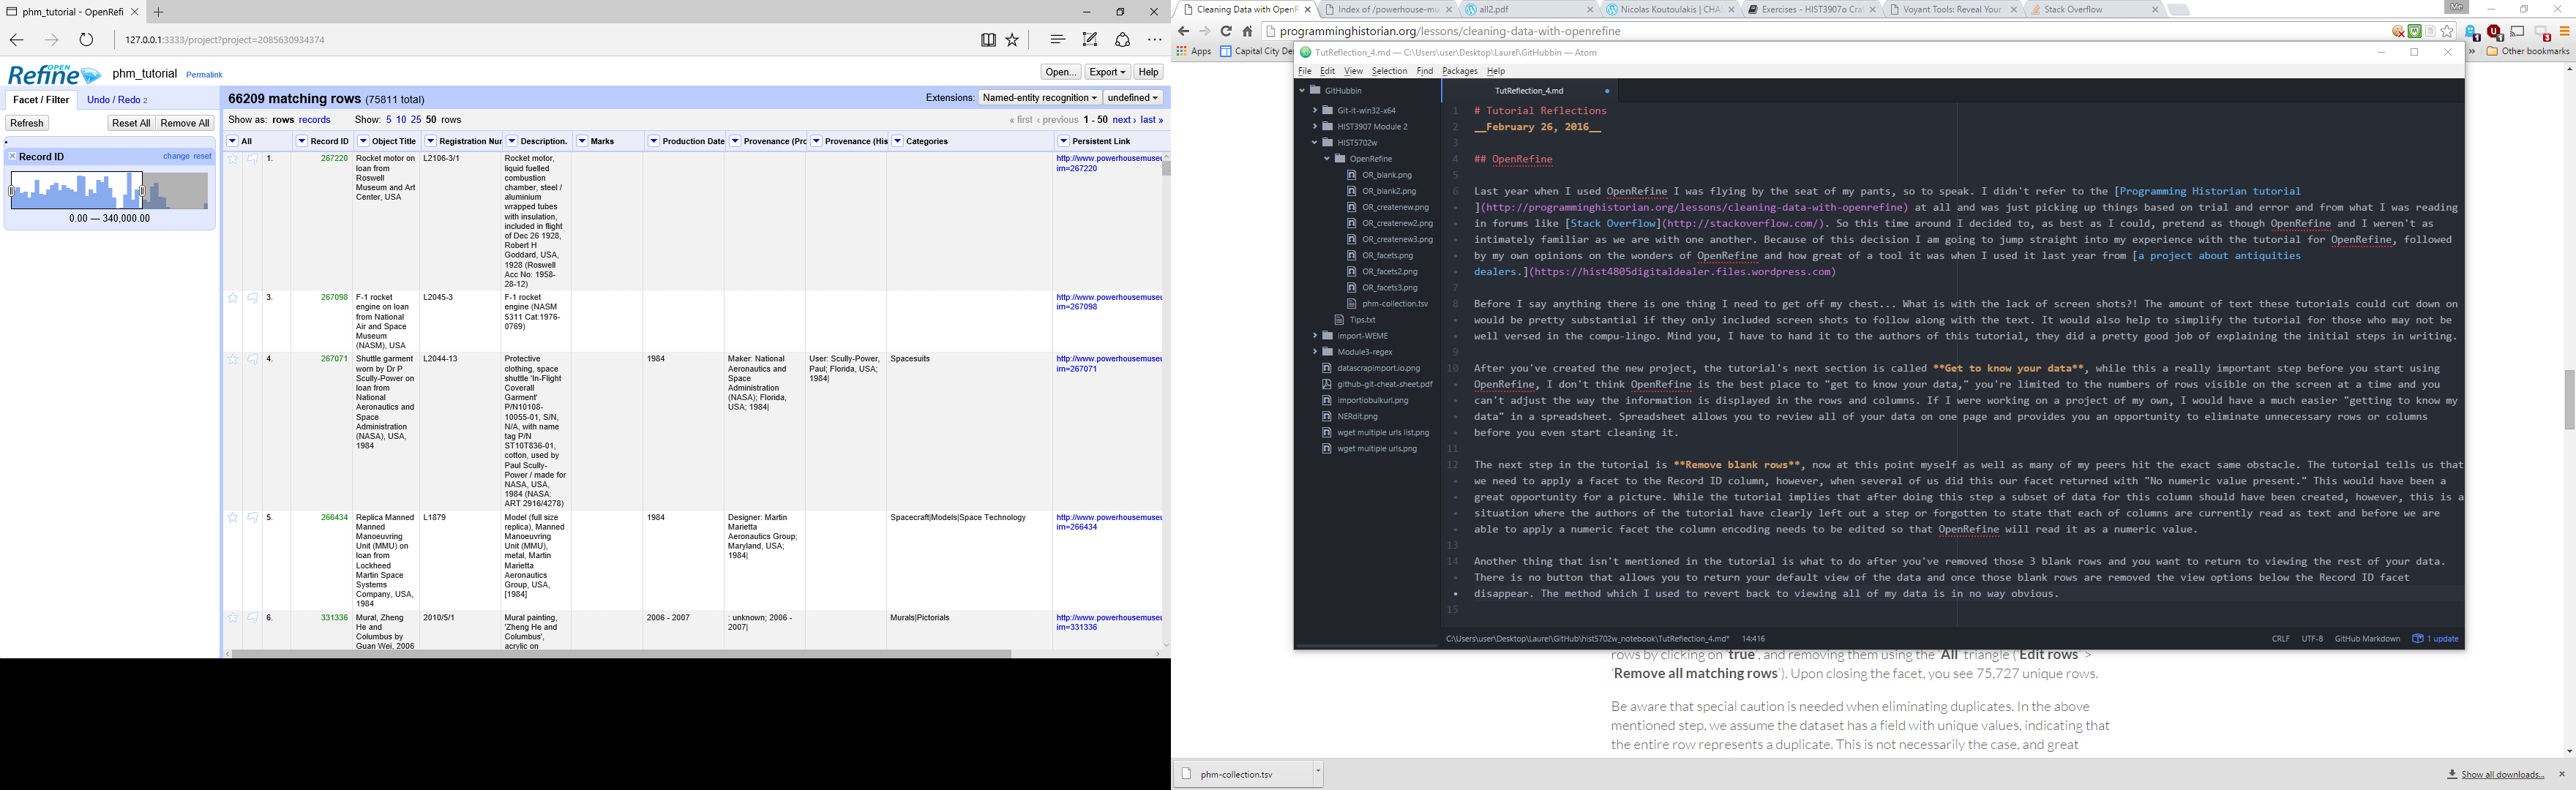 phm_tutorial - OpenRefi
127.0.0.1:3333/project?project=2085630934374
OPEN
Refine
phm_tutorial Permalink
Open... Export Help
Facet / Filter Undo / Redo 2
66209 matching rows (75811 total)
Extensions: Named-entity recognition undefined
Refresh Reset All Remove All
Show as: rows records Show: 5 10 25 50 rows
« first ‹ previous 1 - 50 next › last »
Record ID change reset
0.00 — 340,000.00
All Record ID Object Title Registration Nur Description. Marks Production Date Provenance (Prc Provenance (His Categories Persistent Link
1. 267220
Rocket motor on
loan from
Roswell
Museum and Art
Center, USA
L2106-3/1
Rocket motor,
liquid fuelled
combustion
chamber, steel /
aluminium
wrapped tubes
with insulation,
included in flight
of Dec 26 1928,
Robert H
Goddard, USA,
1928 (Roswell
Acc No: 1958-
28-12)
http://www.powerhousemuseu
irn=267220
3. 267098
F-1 rocket
engine on loan
from National
Air and Space
Museum
(NASM), USA
L2045-3
F-1 rocket
engine (NASM
5311 Cat:1976-
0769)
http://www.powerhousemuseu
irn=267098
4. 267071
Shuttle garment
worn by Dr P
Scully-Power on
loan from
National
Aeronautics and
Space
Administration
(NASA), USA,
1984
L2044-13
Protective
clothing, space
shuttle 'In-Flight
Coverall
Garment'
P/N10108-
10055-01, S/N,
N/A, with name
tag P/N
ST10T836-01,
cotton, used by
Paul Scully-
Power / made for
NASA, USA,
1984 (NASA:
ART 2916/4278)
1984
Maker: National
Aeronautics and
Space
Administration
(NASA); Florida,
USA; 1984|
User: Scully-Power,
Paul; Florida, USA;
1984|
Spacesuits
http://www.powerhousemuseu
irn=267071
5. 266434
Replica Manned
Manned
Manoeuvring
Unit (MMU) on
loan from
Lockheed
Martin Space
Systems
Company, USA,
1984
L1879
Model (full size
replica), Manned
Manoeuvring
Unit (MMU),
metal, Martin
Marietta
Aeronautics
Group, USA,
[1984]
1984
Designer: Martin
Marietta
Aeronautics Group;
Maryland, USA;
1984|
Spacecraft|Models|Space Technology
http://www.powerhousemuseu
irn=266434
6. 331336
Mural, Zheng
He and
Columbus by
Guan Wei, 2006
2010/5/1
Mural painting,
'Zheng He and
Columbus',
acrylic on
2006 - 2007
: unknown; 2006 -
2007|
Murals|Pictorials
http://www.powerhousemuseu
irn=331336
Cleaning Data with OpenR
Index of /powerhouse-mu
all2.pdf
Nicolas Koutoulakis | CHA
Exercises - HIST3907o Cra
Voyant Tools: Reveal Your
Stack Overflow
Me
programminghistorian.org/lessons/cleaning-data-with-openrefine
Apps Capital City De
» Other bookmarks
TutReflection_4.md — C:\Users\user\Desktop\Laurel\GitHubbin — Atom
File Edit View Selection Find Packages Help
GitHubbin
Git-it-win32-x64
HIST3907 Module 2
HIST5702w
OpenRefine
OR_blank.png
OR_blank2.png
OR_createnew.png
OR_createnew2.png
OR_createnew3.png
OR_facets.png
OR_facets2.png
OR_facets3.png
phm-collection.tsv
Tips.txt
import-WEME
Module3-regex
datascrapimport.io.png
github-git-cheat-sheet.pdf
importiobulkurl.png
NERdit.png
wget multiple urls list.png
wget multiple urls.png
TutReflection_4.md
1 # Tutorial Reflections
2 __February 26, 2016__
3
4 ## OpenRefine
5
6 Last year when I used OpenRefine I was flying by the seat of my pants, so to speak. I didn't refer to the [Programming Historian tutorial
](http://programminghistorian.org/lessons/cleaning-data-with-openrefine) at all and was just picking up things based on trial and error and from what I was reading
in forums like [Stack Overflow](http://stackoverflow.com/). So this time around I decided to, as best as I could, pretend as though OpenRefine and I weren't as
intimately familiar as we are with one another. Because of this decision I am going to jump straight into my experience with the tutorial for OpenRefine, followed
by my own opinions on the wonders of OpenRefine and how great of a tool it was when I used it last year from [a project about antiquities
dealers.](https://hist4805digitaldealer.files.wordpress.com)
7
8 Before I say anything there is one thing I need to get off my chest... What is with the lack of screen shots?! The amount of text these tutorials could cut down on
would be pretty substantial if they only included screen shots to follow along with the text. It would also help to simplify the tutorial for those who may not be
well versed in the compu-lingo. Mind you, I have to hand it to the authors of this tutorial, they did a pretty good job of explaining the initial steps in writing.
9
10 After you've created the new project, the tutorial's next section is called **Get to know your data**, while this a really important step before you start using
OpenRefine, I don't think OpenRefine is the best place to "get to know your data," you're limited to the numbers of rows visible on the screen at a time and you
can't adjust the way the information is displayed in the rows and columns. If I were working on a project of my own, I would have a much easier "getting to know my
data" in a spreadsheet. Spreadsheet allows you to review all of your data on one page and provides you an opportunity to eliminate unnecessary rows or columns
before you even start cleaning it.
11
12 The next step in the tutorial is **Remove blank rows**, now at this point myself as well as many of my peers hit the exact same obstacle. The tutorial tells us that
we need to apply a facet to the Record ID column, however, when several of us did this our facet returned with "No numeric value present." This would have been a
great opportunity for a picture. While the tutorial implies that after doing this step a subset of data for this column should have been created, however, this is a
situation where the authors of the tutorial have clearly left out a step or forgotten to state that each of columns are currently read as text and before we are
able to apply a numeric facet the column encoding needs to be edited so that OpenRefine will read it as a numeric value.
13
14 Another thing that isn't mentioned in the tutorial is what to do after you've removed those 3 blank rows and you want to return to viewing the rest of your data.
There is no button that allows you to return your default view of the data and once those blank rows are removed the view options below the Record ID facet
disappear. The method which I used to revert back to viewing all of my data is in no way obvious.
15
C:\Users\user\Desktop\Laurel\GitHub\hist5702w_notebook\TutReflection_4.md* 14:416
CRLF UTF-8 GitHub Markdown 1 update
rows by clicking on 'true', and removing them using the 'All' triangle ('Edit rows' >
'Remove all matching rows'). Upon closing the facet, you see 75,727 unique rows.
Be aware that special caution is needed when eliminating duplicates. In the above
mentioned step, we assume the dataset has a field with unique values, indicating that
the entire row represents a duplicate. This is not necessarily the case, and great
phm-collection.tsv
Show all downloads...